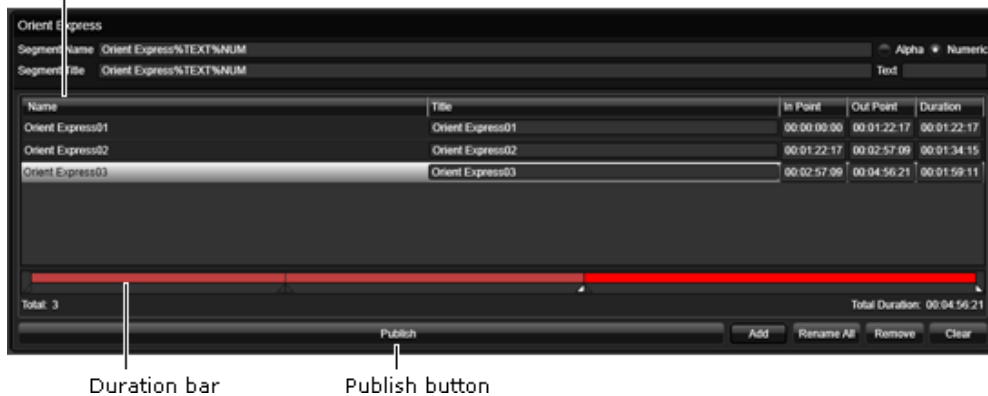 Orient Express
Segment Name Orient Express%TEXT%NUM Alpha Numeric
Segment Title Orient Express%TEXT%NUM Text
Name Title In Point Out Point Duration
Orient Express01 Orient Express01 00:00:00:00 00:01:22:17 00:01:22:17
Orient Express02 Orient Express02 00:01:22:17 00:02:57:09 00:01:34:15
Orient Express03 Orient Express03 00:02:57:09 00:04:56:21 00:01:59:11
Total: 3 Total Duration: 00:04:56:21
Publish Add Rename All Remove Clear
Duration bar Publish button